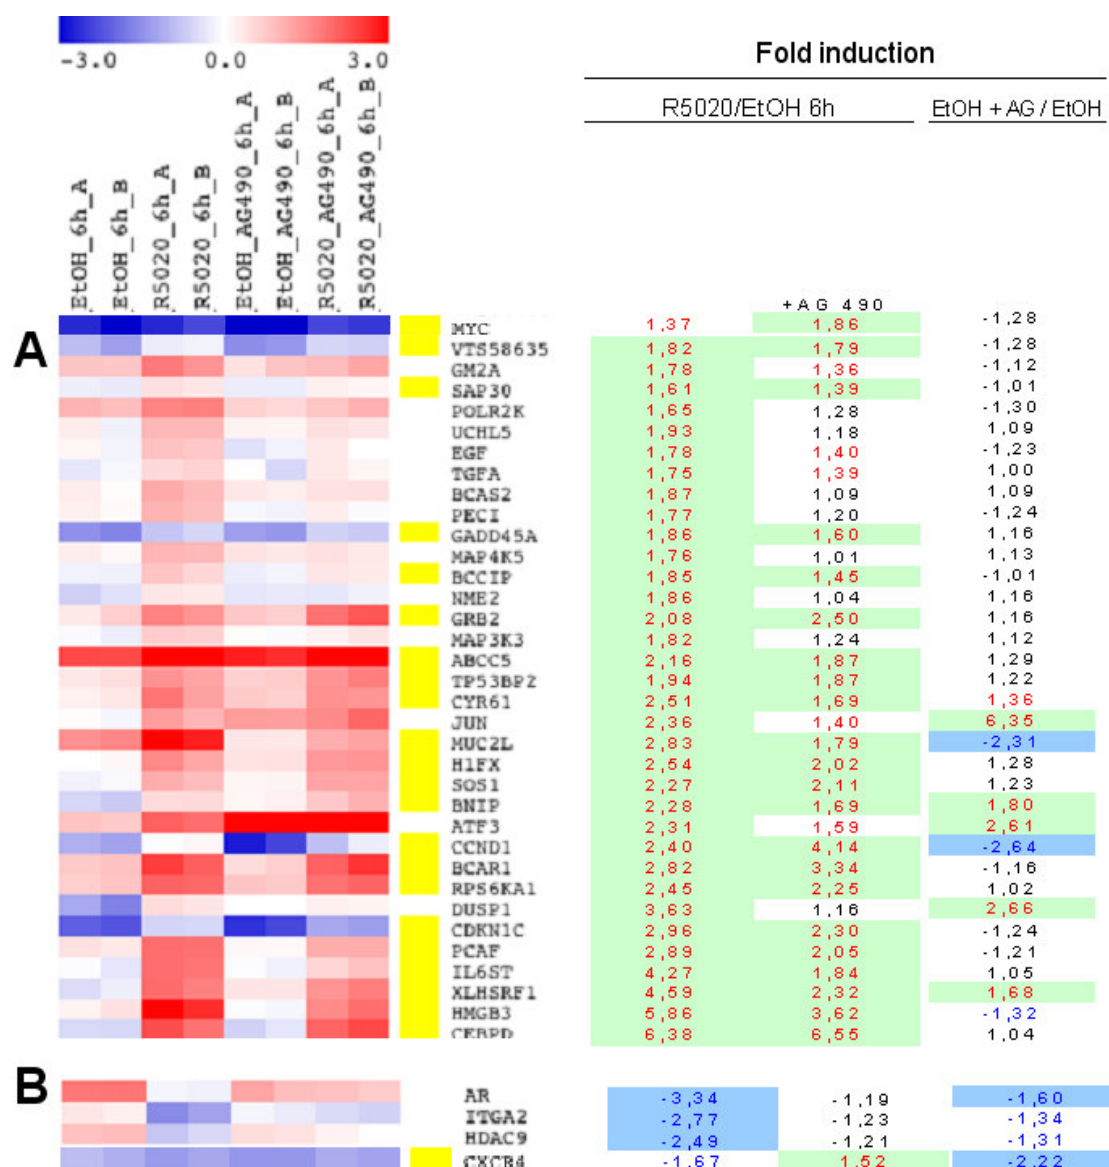 -3.0 0.0 3.0
Fold induction
R5020/EtOH 6h EtOH + AG / EtOH
EtOH_6h_A
EtOH_6h_B
R5020_6h_A
R5020_6h_B
EtOH_AG490_6h_A
EtOH_AG490_6h_B
R5020_AG490_6h_A
R5020_AG490_6h_B
+AG 490
A
MYC 1,37 1,86 -1,28
VTS58635 1,82 1,79 -1,28
GM2A 1,78 1,36 -1,12
SAP30 1,61 1,39 -1,01
POLR2K 1,65 1,28 -1,30
UCHL5 1,93 1,18 1,09
EGF 1,78 1,40 -1,23
TGFA 1,75 1,39 1,00
BCAS2 1,87 1,09 1,09
PECI 1,77 1,20 -1,24
GADD45A 1,86 1,60 1,16
MAP4K5 1,76 1,01 1,13
BCCIP 1,85 1,45 -1,01
NME2 1,86 1,04 1,16
GRB2 2,08 2,50 1,16
MAP3K3 1,82 1,24 1,12
ABCC5 2,16 1,87 1,29
TP53BP2 1,94 1,87 1,22
CYR61 2,51 1,69 1,36
JUN 2,36 1,40 6,35
MUC2L 2,83 1,79 -2,31
H1FX 2,54 2,02 1,28
SOS1 2,27 2,11 1,23
BNIP 2,28 1,69 1,80
ATF3 2,31 1,59 2,61
CCND1 2,40 4,14 -2,64
BCAR1 2,82 3,34 -1,16
RPS6KA1 2,45 2,25 1,02
DUSP1 3,63 1,16 2,66
CDKN1C 2,96 2,30 -1,24
PCAF 2,89 2,05 -1,21
IL6ST 4,27 1,84 1,05
XLHSRF1 4,59 2,32 1,68
HMGB3 5,86 3,62 -1,32
CEBPD 6,38 6,55 1,04
B
AR -3,34 -1,19 -1,60
ITGA2 -2,77 -1,23 -1,34
HDAC9 -2,49 -1,21 -1,31
CXCR4 -1,67 1,52 -2,22